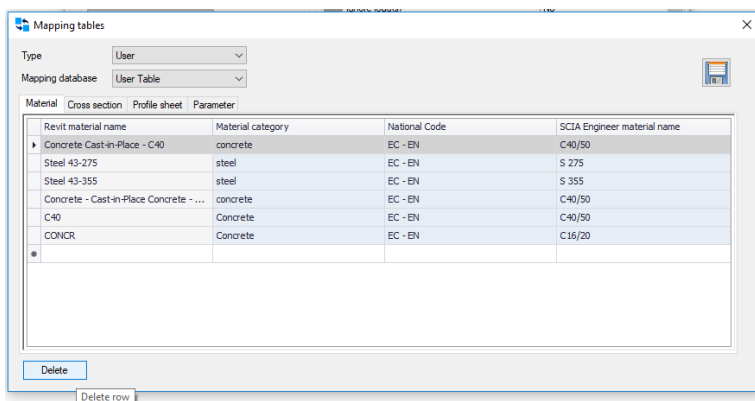 Mapping tables
Type User
Mapping database User Table
Material Cross section Profile sheet Parameter
Revit material name Material category National Code SCIA Engineer material name
Concrete Cast-in-Place - C40 concrete EC - EN C40/50
Steel 43-275 steel EC - EN S 275
Steel 43-355 steel EC - EN S 355
Concrete - Cast-in-Place Concrete - ... concrete EC - EN C40/50
C40 Concrete EC - EN C40/50
CONCR Concrete EC - EN C16/20
Delete
Delete row